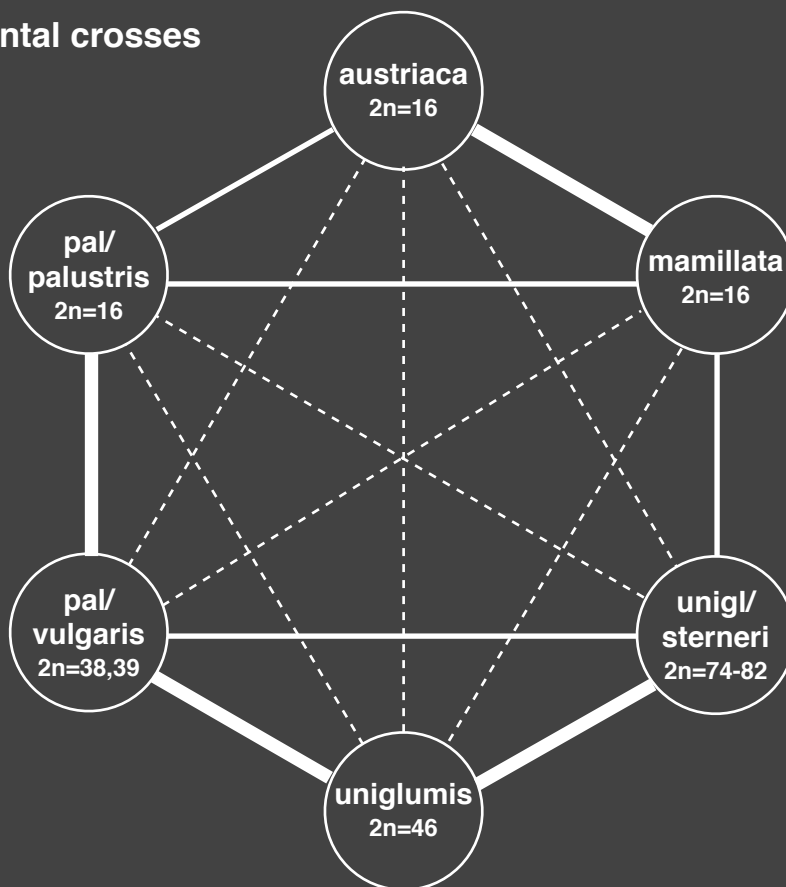 ntal crosses
austriaca
2n=16
pal/
palustris
2n=16
mamillata
2n=16
pal/
vulgaris
2n=38,39
unigl/
sterneri
2n=74-82
uniglumis
2n=46